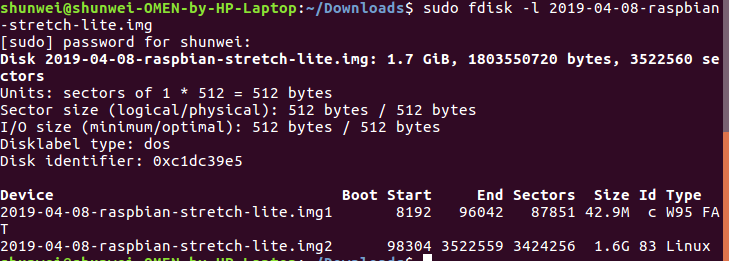 shunwei@shunwei-OMEN-by-HP-Laptop:~/Downloads$ sudo fdisk -l 2019-04-08-raspbian
-stretch-lite.img
[sudo] password for shunwei:
Disk 2019-04-08-raspbian-stretch-lite.img: 1.7 GiB, 1803550720 bytes, 3522560 se
ctors
Units: sectors of 1 * 512 = 512 bytes
Sector size (logical/physical): 512 bytes / 512 bytes
I/O size (minimum/optimal): 512 bytes / 512 bytes
Disklabel type: dos
Disk identifier: 0xc1dc39e5
Device Boot Start End Sectors Size Id Type
2019-04-08-raspbian-stretch-lite.img1 8192 96042 87851 42.9M c W95 FA
T
2019-04-08-raspbian-stretch-lite.img2 98304 3522559 3424256 1.6G 83 Linux
shunwei@shunwei-OMEN-by-HP-Laptop:~/Downloads$